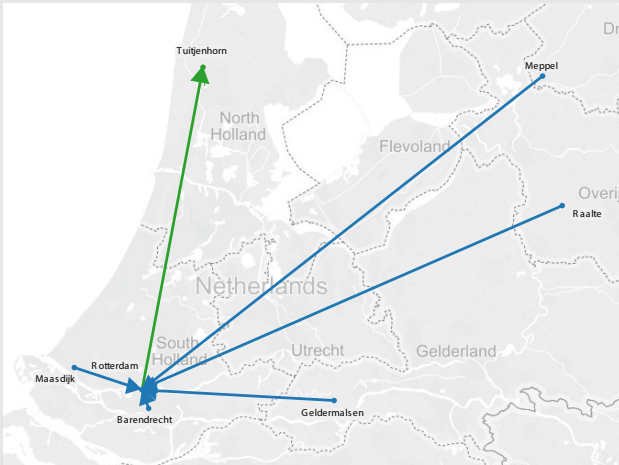 Tuitjenhorn
Dr
Meppel
North
Holland
Flevoland
Overij
Raalte
Netherlands
South
Holland
Utrecht
Gelderland
Rotterdam
Maasdijk
Barendrecht
Geldermalsen